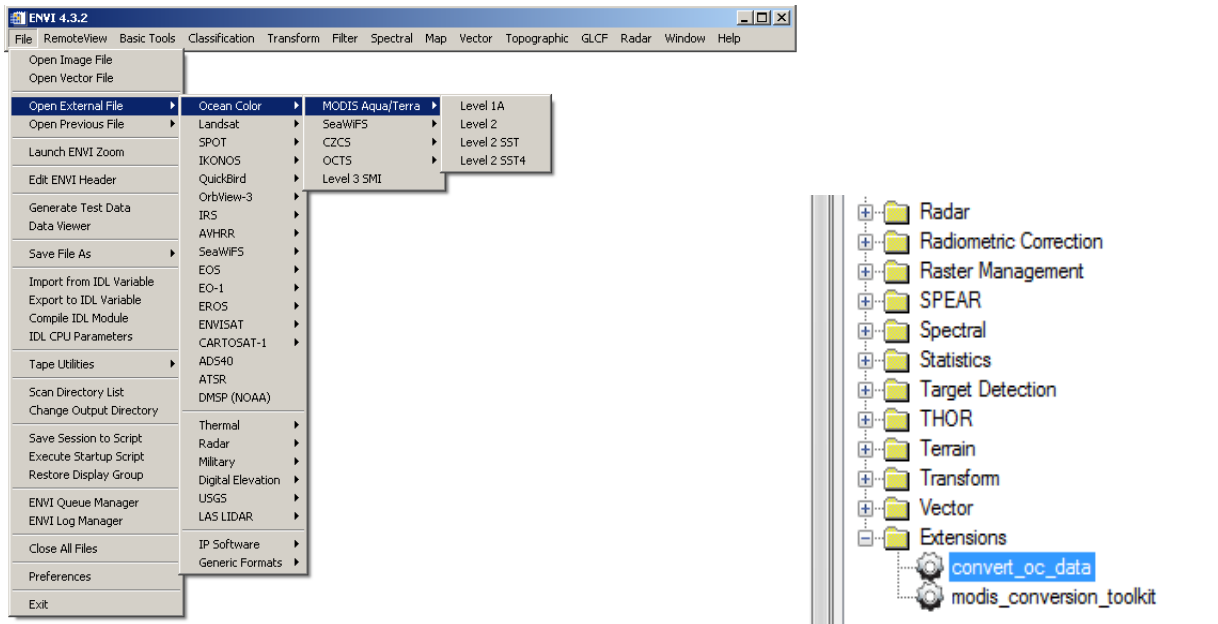 ENVI 4.3.2
File RemoteView Basic Tools Classification Transform Filter Spectral Map Vector Topographic GLCF Radar Window Help
Open Image File
Open Vector File
Open External File
Open Previous File
Launch ENVI Zoom
Edit ENVI Header
Generate Test Data
Data Viewer
Save File As
Import from IDL Variable
Export to IDL Variable
Compile IDL Module
IDL CPU Parameters
Tape Utilities
Scan Directory List
Change Output Directory
Save Session to Script
Execute Startup Script
Restore Display Group
ENVI Queue Manager
ENVI Log Manager
Close All Files
Preferences
Exit
Ocean Color
Landsat
SPOT
IKONOS
QuickBird
OrbView-3
IRS
AVHRR
SeaWiFS
EOS
EO-1
EROS
ENVISAT
CARTOSAT-1
ADS40
ATSR
DMSP (NOAA)
Thermal
Radar
Military
Digital Elevation
USGS
LAS LIDAR
IP Software
Generic Formats
MODIS Aqua/Terra
SeaWiFS
CZCS
OCTS
Level 3 SMI
Level 1A
Level 2
Level 2 SST
Level 2 SST4
Radar
Radiometric Correction
Raster Management
SPEAR
Spectral
Statistics
Target Detection
THOR
Terrain
Transform
Vector
Extensions
convert_oc_data
modis_conversion_toolkit